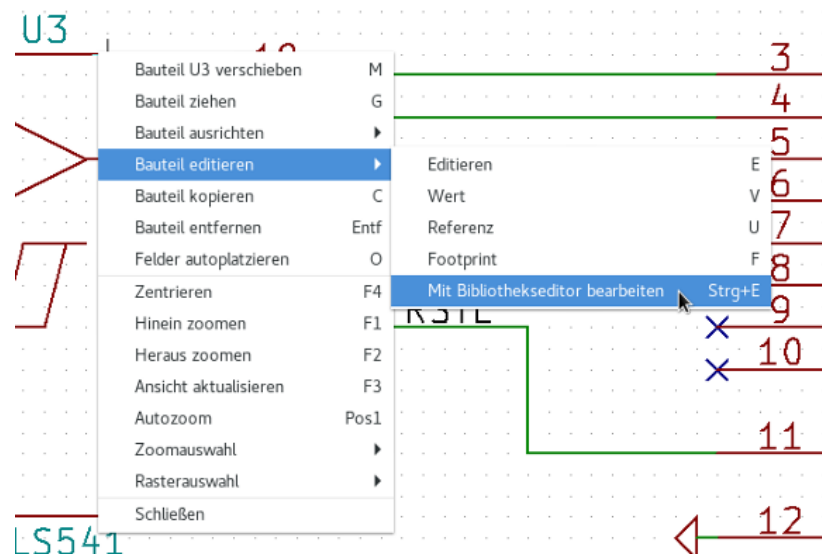 U3
3
4
5
6
7
8
9
10
11
12
Bauteil U3 verschieben M
Bauteil ziehen G
Bauteil ausrichten
Bauteil editieren
Bauteil kopieren C
Bauteil entfernen Entf
Felder autoplatzieren O
Zentrieren F4
Hinein zoomen F1
Heraus zoomen F2
Ansicht aktualisieren F3
Autozoom Pos1
Zoomauswahl
Rasterauswahl
Schließen
Editieren E
Wert V
Referenz U
Footprint F
Mit Bibliothekseditor bearbeiten Strg+E
LS541